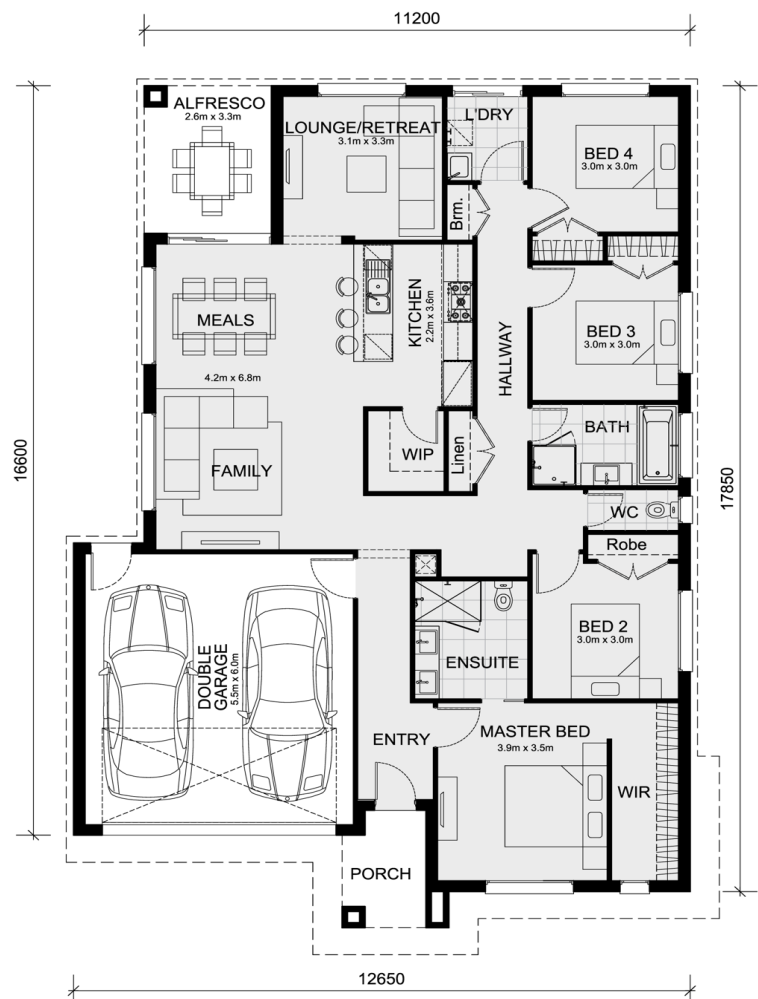 11200
ALFRESCO
2.6m x 3.3m
LOUNGE/RETREAT
3.1m x 3.3m
L'DRY
BED 4
3.0m x 3.0m
Brm.
MEALS
KITCHEN
2.2m x 3.6m
HALLWAY
BED 3
3.0m x 3.0m
4.2m x 6.8m
FAMILY
WIP
Linen
BATH
16600
17850
WC
Robe
BED 2
3.0m x 3.0m
DOUBLE
GARAGE
5.5m x 6.0m
ENSUITE
ENTRY
MASTER BED
3.9m x 3.5m
WIR
PORCH
12650